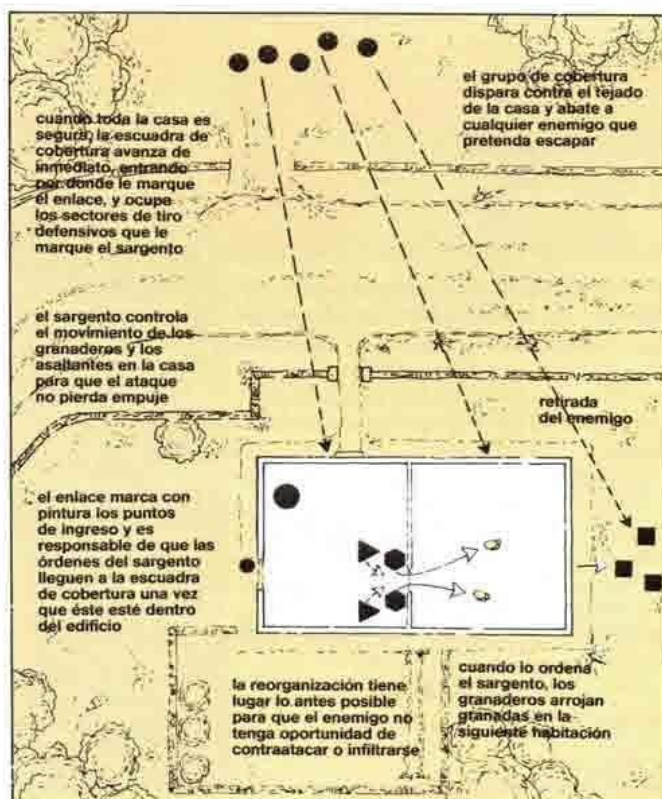 cuando toda la casa es
segura, la escuadra de
cobertura avanza de
inmediato, entrando
por donde le marque
el enlace, y ocupa
los sectores de tiro
defensivos que le
marque el sargento
el grupo de cobertura
dispara contra el tejado
de la casa y abate a
cualquier enemigo que
pretenda escapar
el sargento controla
el movimiento de los
granaderos y los
asaltantes en la casa
para que el ataque
no pierda empuje
retirada
del enemigo
el enlace marca con
pintura los puntos
de ingreso y es
responsable de que las
órdenes del sargento
lleguen a la escuadra
de cobertura una vez
que éste esté dentro
del edificio
la reorganización tiene
lugar lo antes posible
para que el enemigo no
tenga oportunidad de
contraatacar o infiltrarse
cuando lo ordena
el sargento, los
granaderos arrojan
granadas en la
siguiente habitación